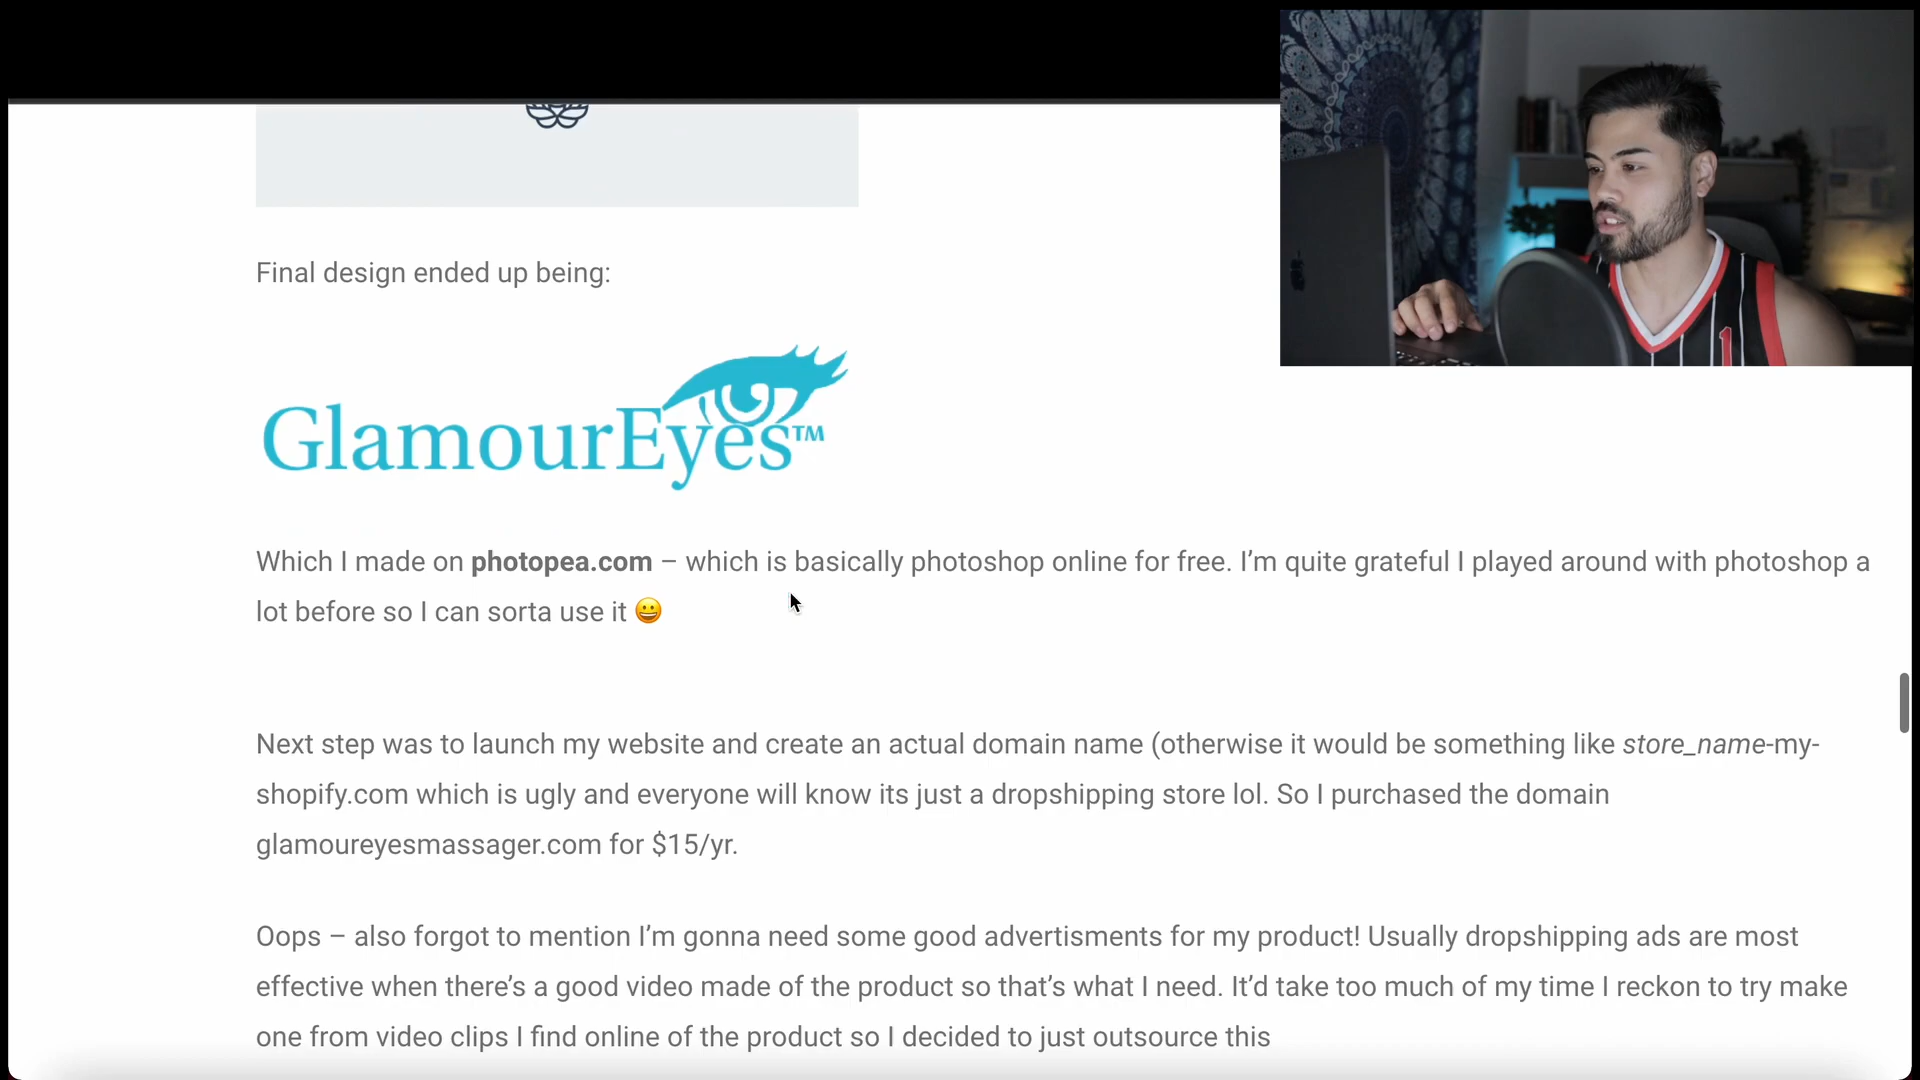 Final design ended up being:
GlamourEyes™
Which I made on photopea.com – which is basically photoshop online for free. I’m quite grateful I played around with photoshop a
lot before so I can sorta use it 😀
Next step was to launch my website and create an actual domain name (otherwise it would be something like store_name-my-
shopify.com which is ugly and everyone will know its just a dropshipping store lol. So I purchased the domain
glamoureyesmassager.com for $15/yr.
Oops – also forgot to mention I’m gonna need some good advertisments for my product! Usually dropshipping ads are most
effective when there’s a good video made of the product so that’s what I need. It’d take too much of my time I reckon to try make
one from video clips I find online of the product so I decided to just outsource this